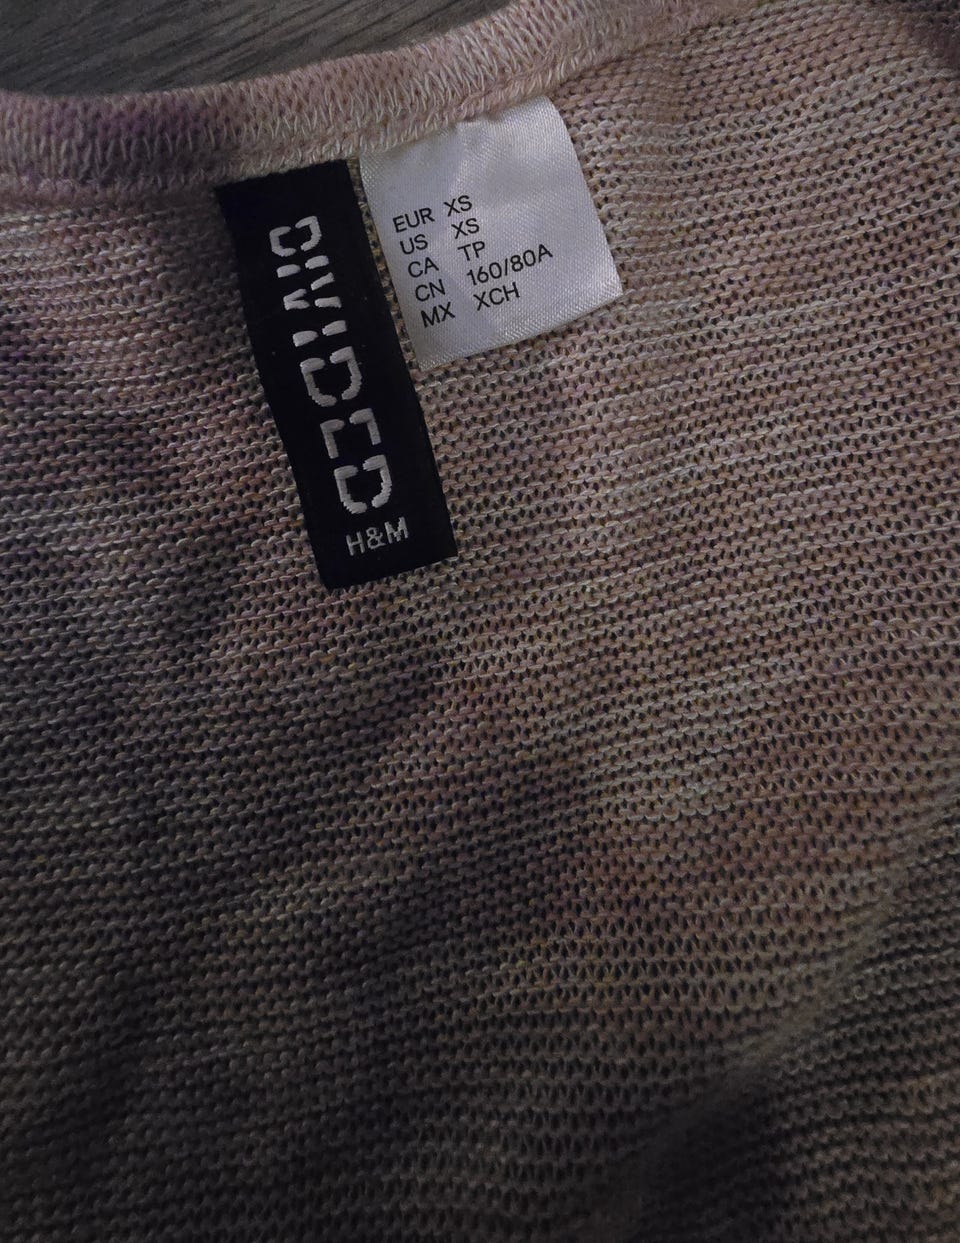 DIVIDED
H&M
EUR XS
US XS
CA TP
CN 160/80A
MX XCH